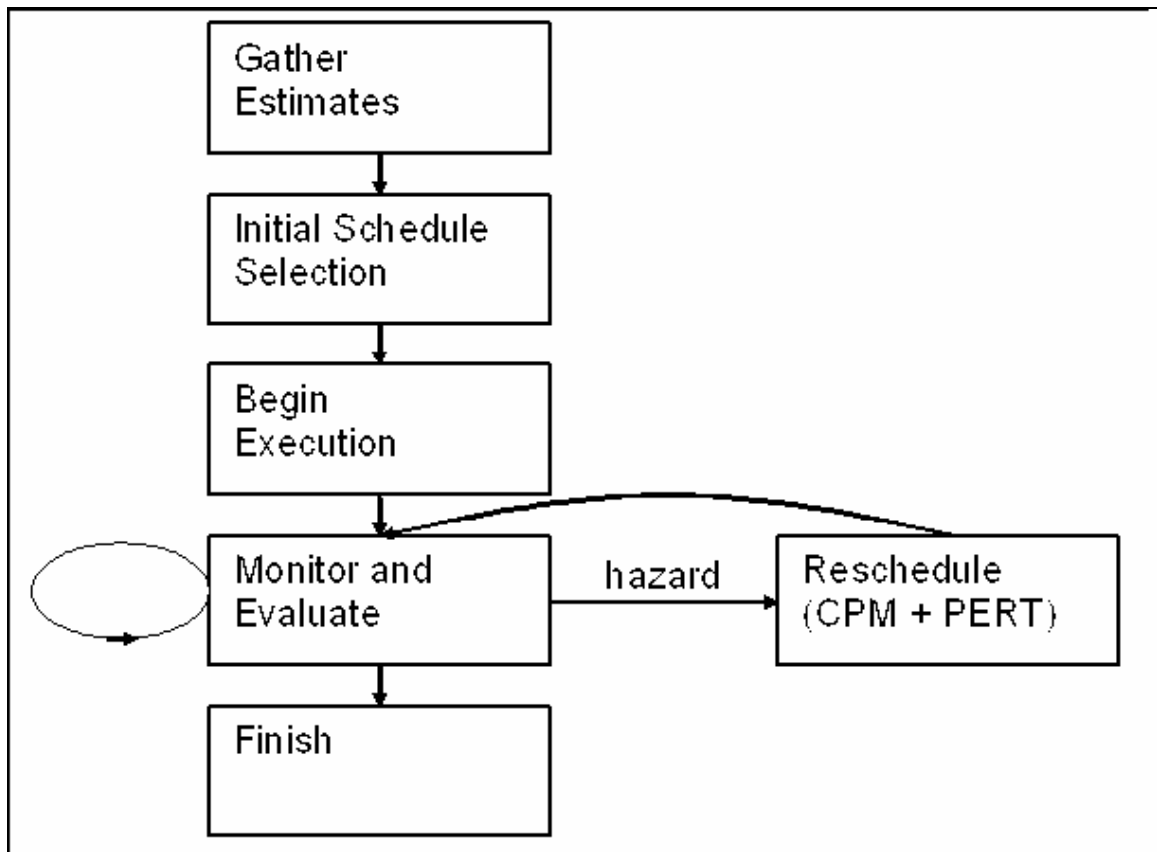 Gather
Estimates
Initial Schedule
Selection
Begin
Execution
Monitor and
Evaluate
hazard
Reschedule
(CPM + PERT)
Finish